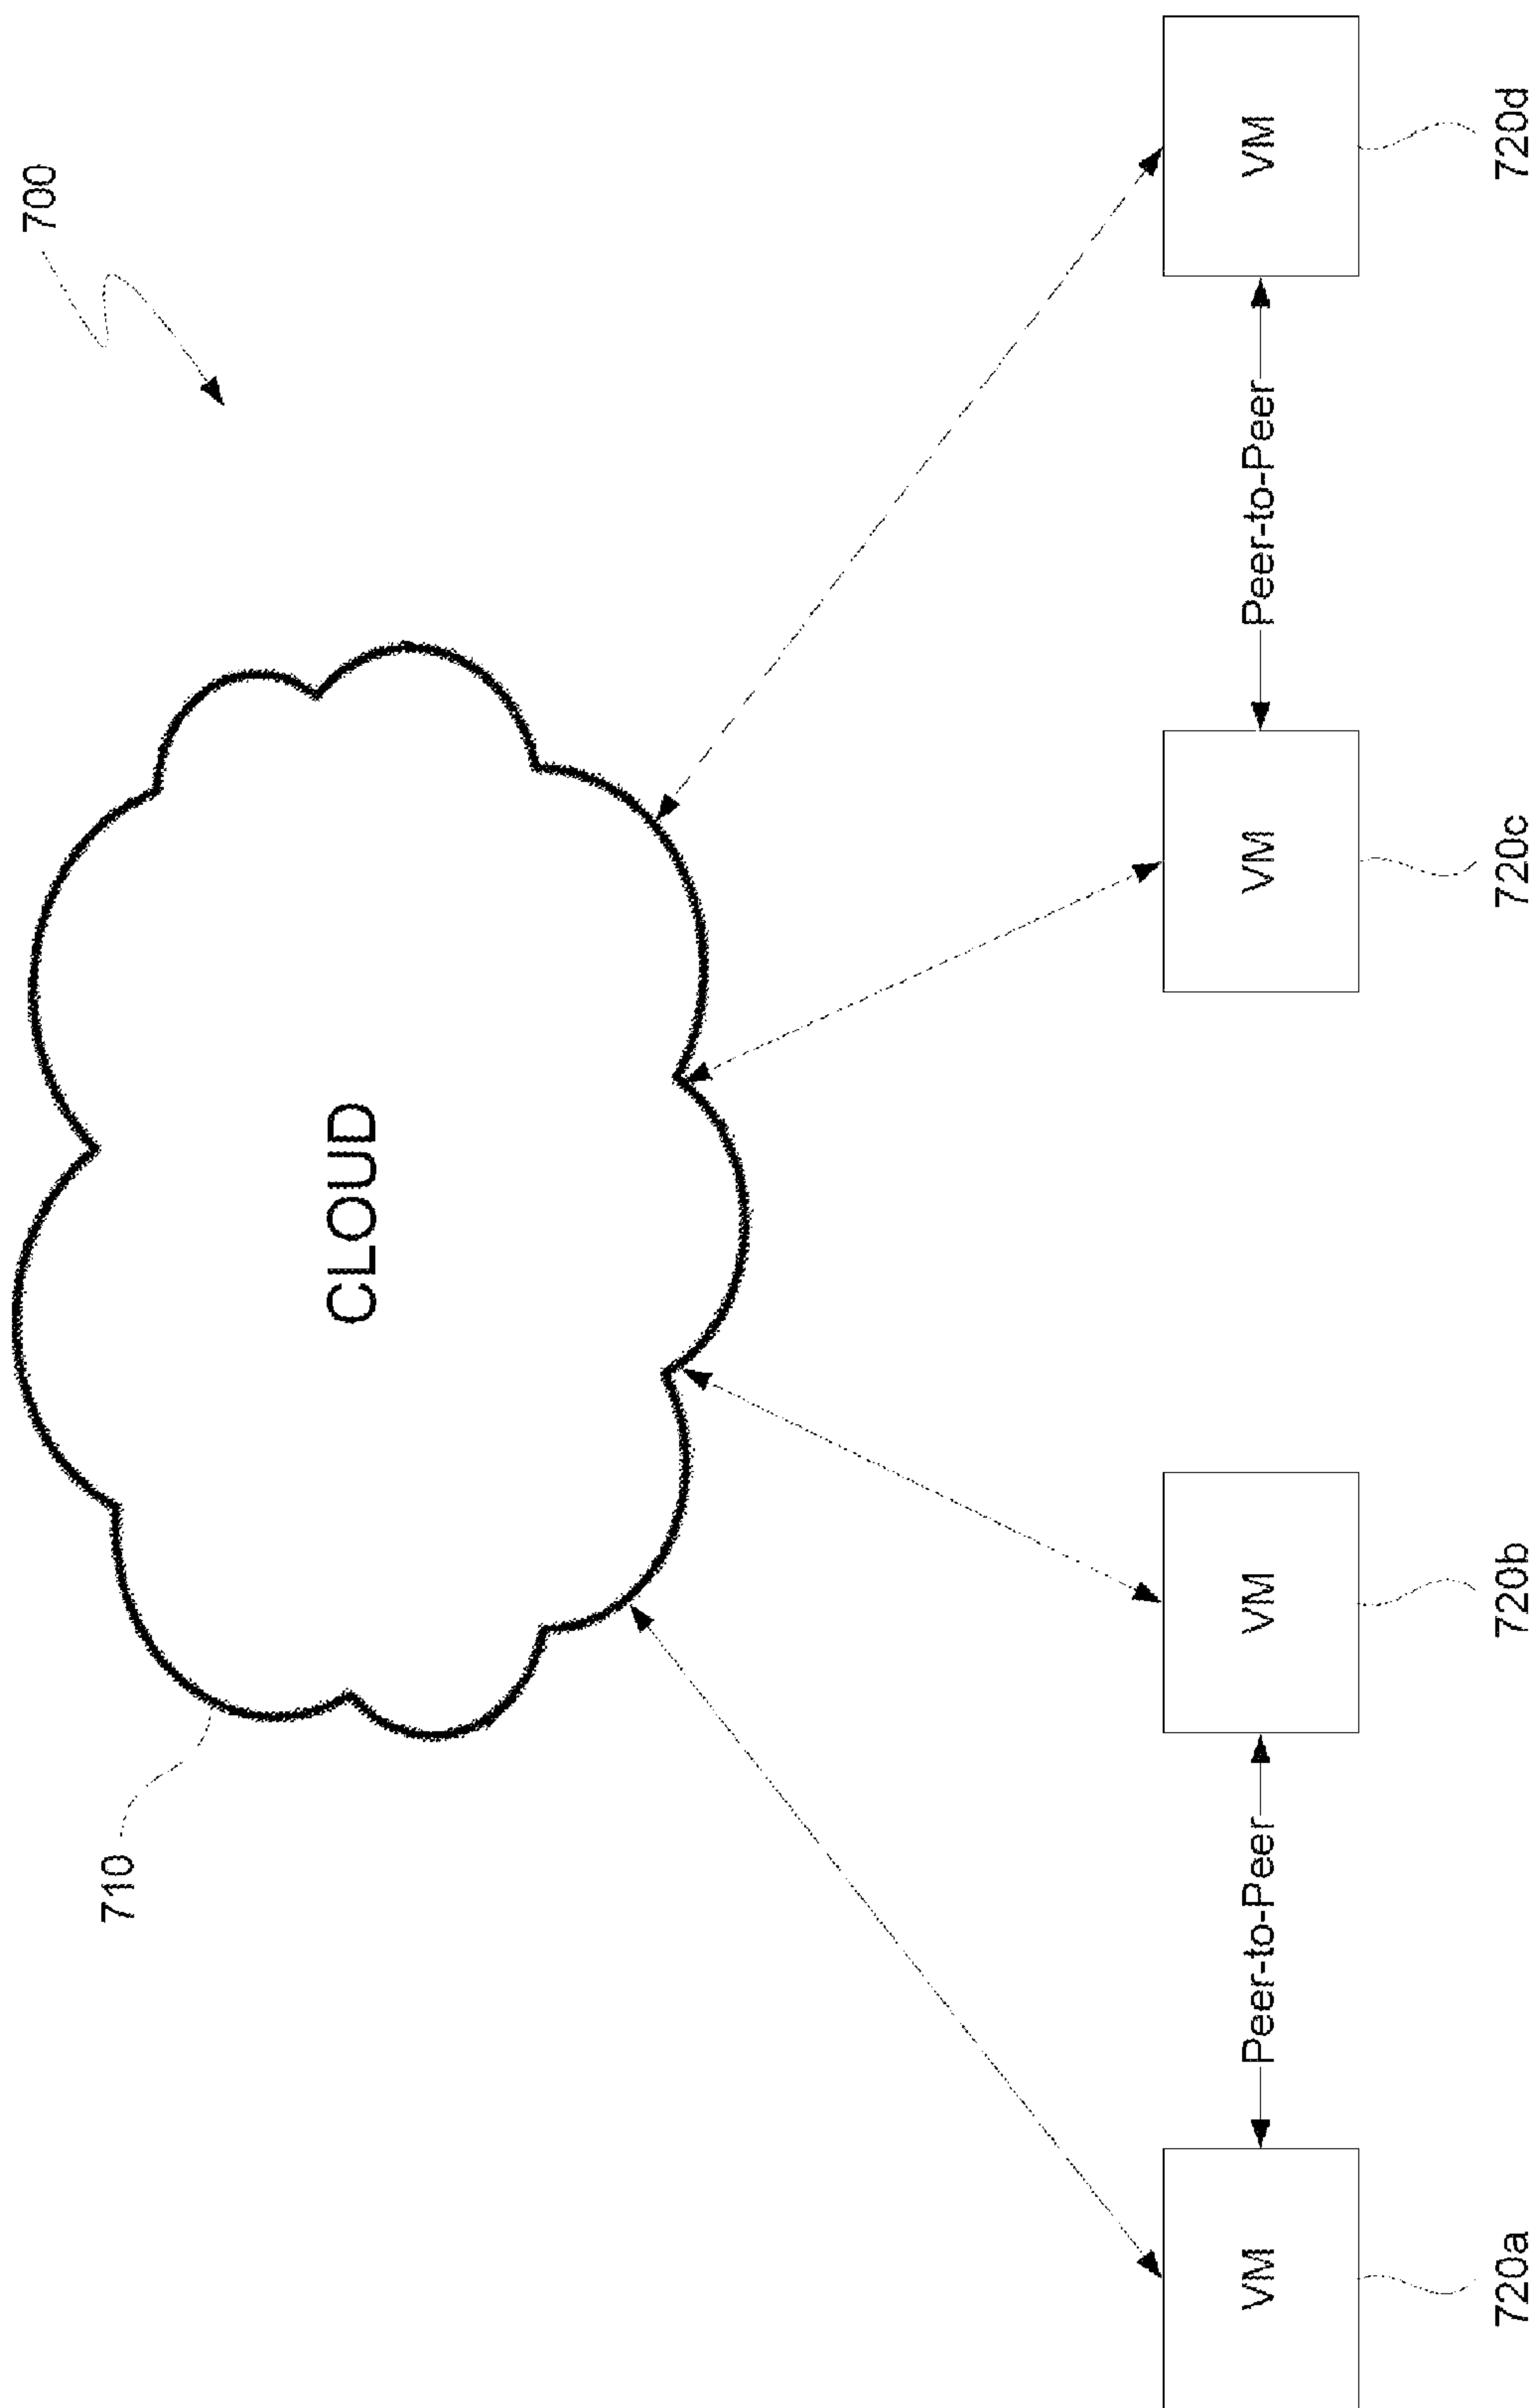 700
710
CLOUD
Peer-to-Peer
Peer-to-Peer
VM
VM
VM
VM
720a
720b
720c
720d